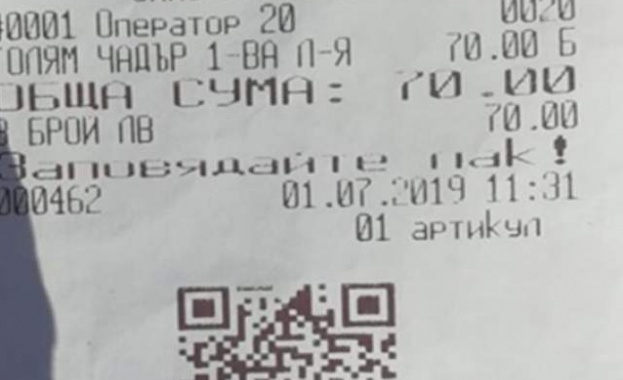 #0001 Оператор 20 0020
ГОЛЯМ ЧАДЪР 1-ВА Л-Я 70.00 Б
ОБЩА СУМА: 70.00
В БРОЙ ЛВ 70.00
Заповядайте пак!
000462 01.07.2019 11:31
01 артикул